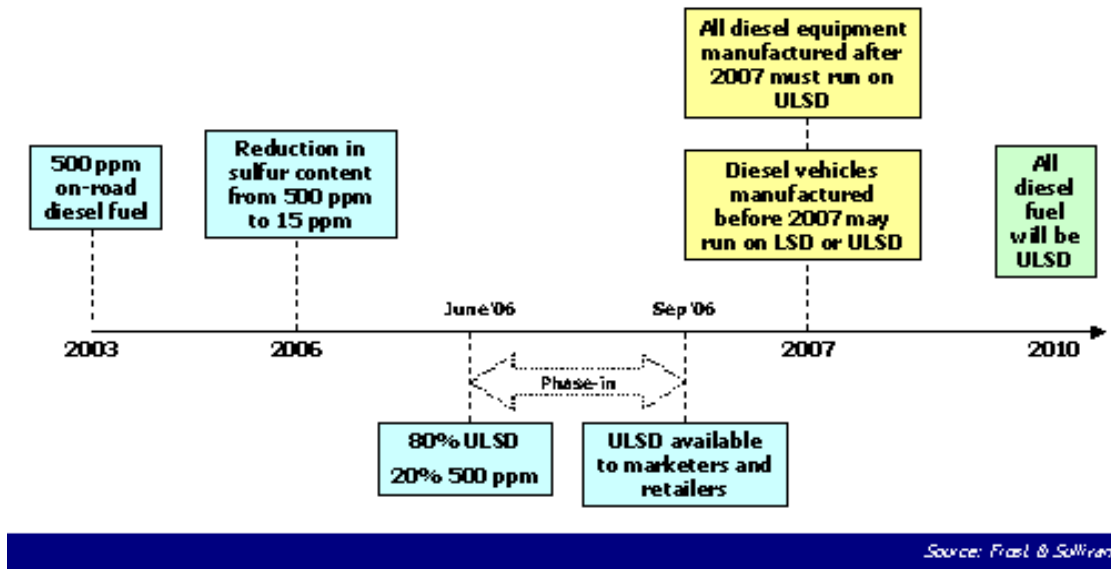 All diesel equipment
manufactured after
2007 must run on
ULSD
500 ppm
on-road
diesel fuel
Reduction in
sulfur content
from 500 ppm
to 15 ppm
Diesel vehicles
manufactured
before 2007 may
run on LSD or ULSD
All
diesel
fuel
will be
ULSD
June'06
Sep'06
2003
2006
2007
2010
Phase-in
80% ULSD
20% 500 ppm
ULSD available
to marketers and
retailers
Source: Frost & Sullivan